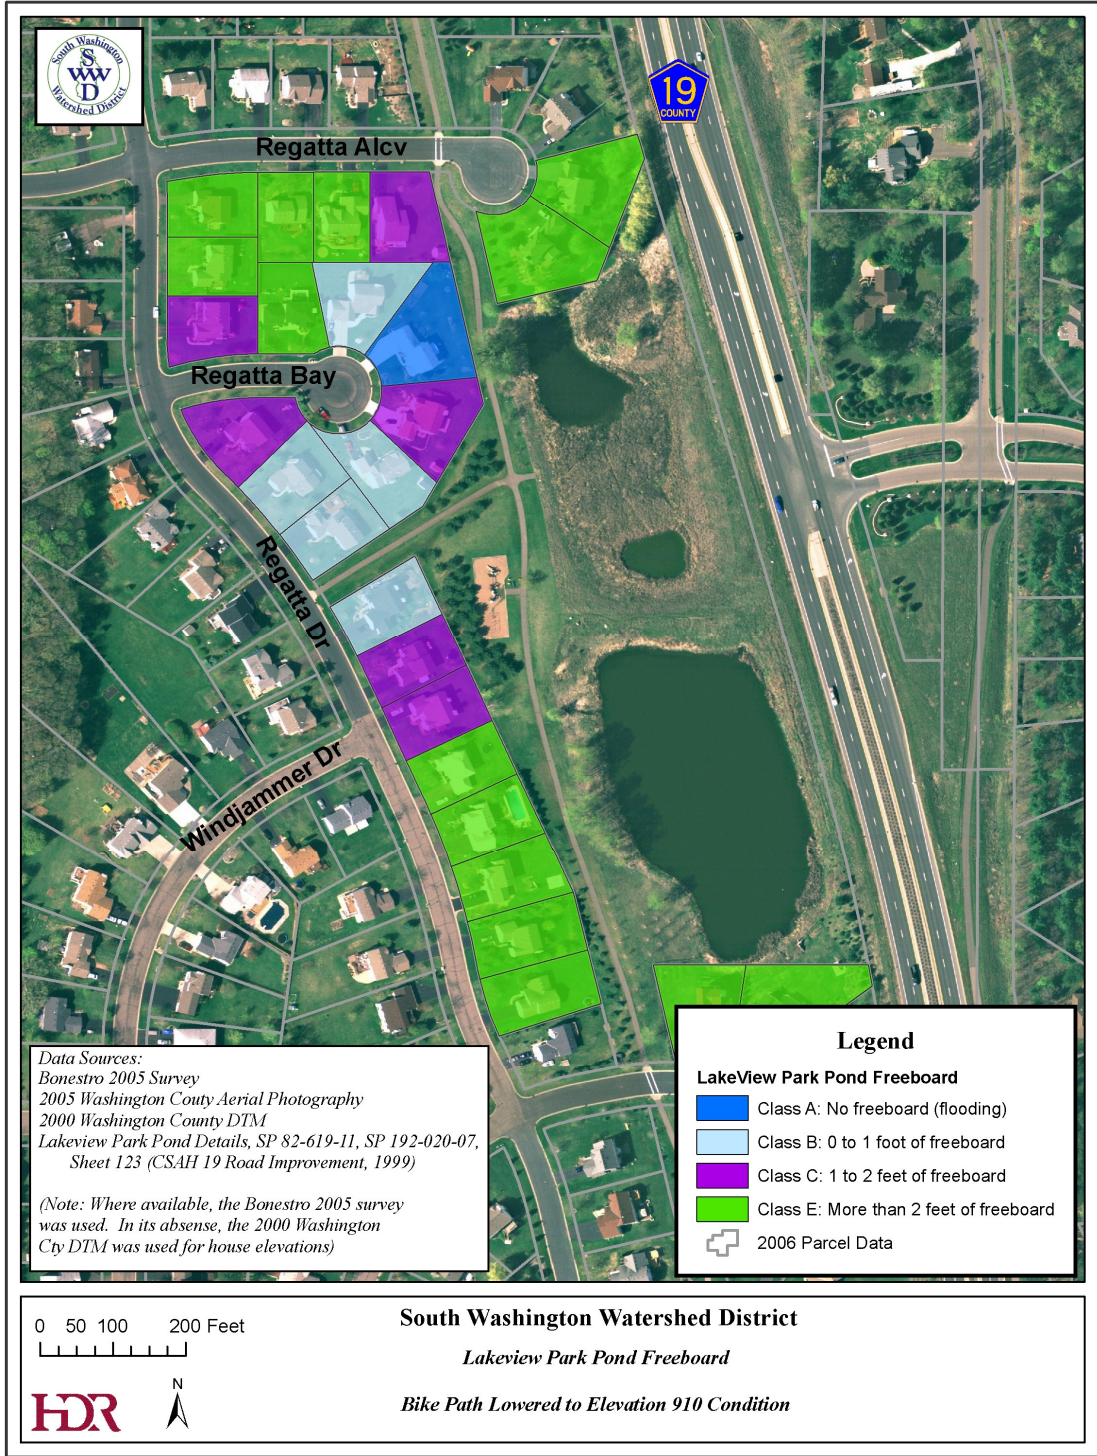 South Washington
S
WW
D
Watershed District
19
COUNTY
Regatta Alcv
Regatta Bay
Regatta Dr
Windjammer Dr
Data Sources:
Bonestro 2005 Survey
2005 Washington Couty Aerial Photography
2000 Washington County DTM
Lakeview Park Pond Details, SP 82-619-11, SP 192-020-07,
Sheet 123 (CSAH 19 Road Improvement, 1999)
(Note: Where available, the Bonestro 2005 survey
was used. In its absense, the 2000 Washington
Cty DTM was used for house elevations)
Legend
LakeView Park Pond Freeboard
Class A: No freeboard (flooding)
Class B: 0 to 1 foot of freeboard
Class C: 1 to 2 feet of freeboard
Class E: More than 2 feet of freeboard
2006 Parcel Data
0 50 100 200 Feet
N
HDR
South Washington Watershed District
Lakeview Park Pond Freeboard
Bike Path Lowered to Elevation 910 Condition